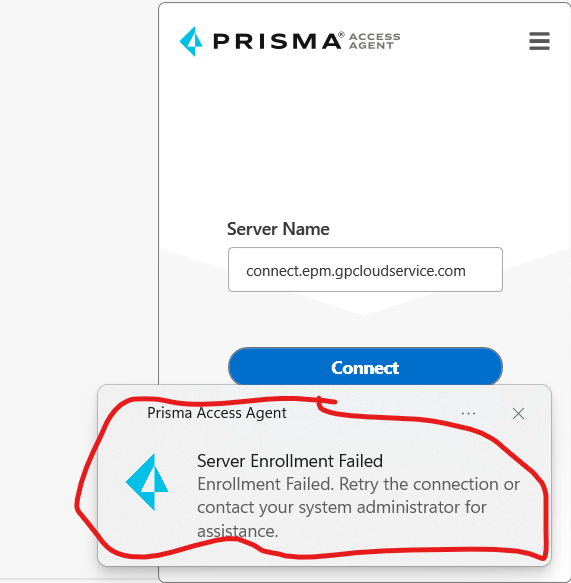 PRISMA® ACCESS AGENT
Server Name
connect.epm.gpcloudservice.com
Connect
Prisma Access Agent
Server Enrollment Failed
Enrollment Failed. Retry the connection or
contact your system administrator for
assistance.